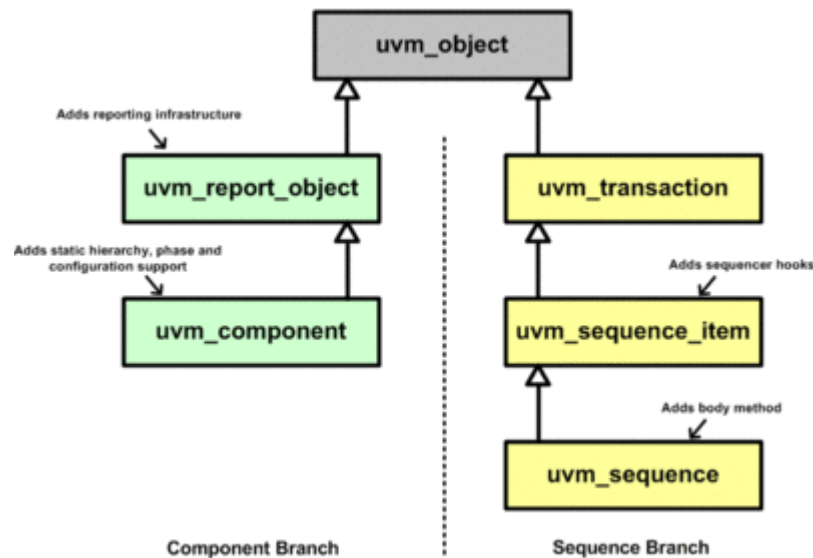 uvm_object
Adds reporting infrastructure
uvm_report_object
uvm_transaction
Adds static hierarchy, phase and
configuration support
Adds sequencer hooks
uvm_component
uvm_sequence_item
Adds body method
uvm_sequence
Component Branch
Sequence Branch